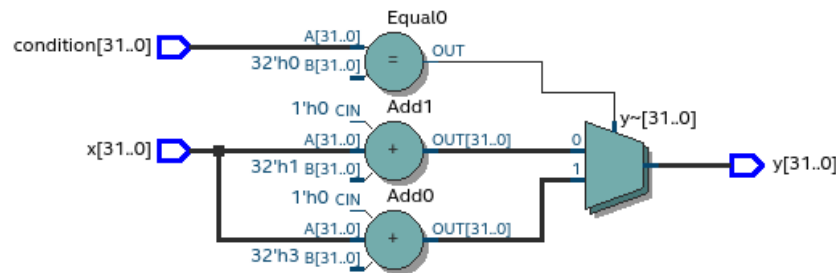 Equal0
condition[31..0]
A[31..0]
=
OUT
32'h0 B[31..0]
1'h0 CIN
Add1
y~[31..0]
x[31..0]
A[31..0]
+
OUT[31..0]
0
y[31..0]
32'h1 B[31..0]
1
1'h0 CIN
Add0
A[31..0]
+
OUT[31..0]
32'h3 B[31..0]